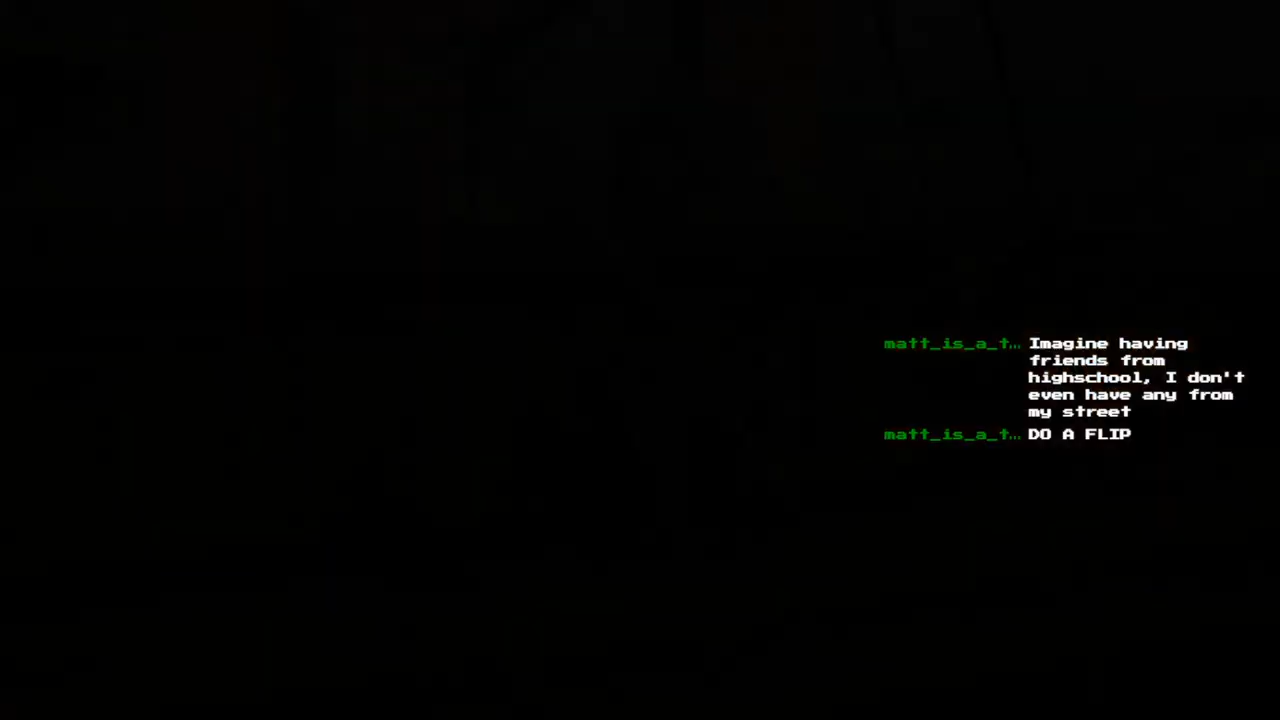 matt_is_a_t… Imagine having
friends from
highschool, I don't
even have any from
my street
matt_is_a_t… DO A FLIP